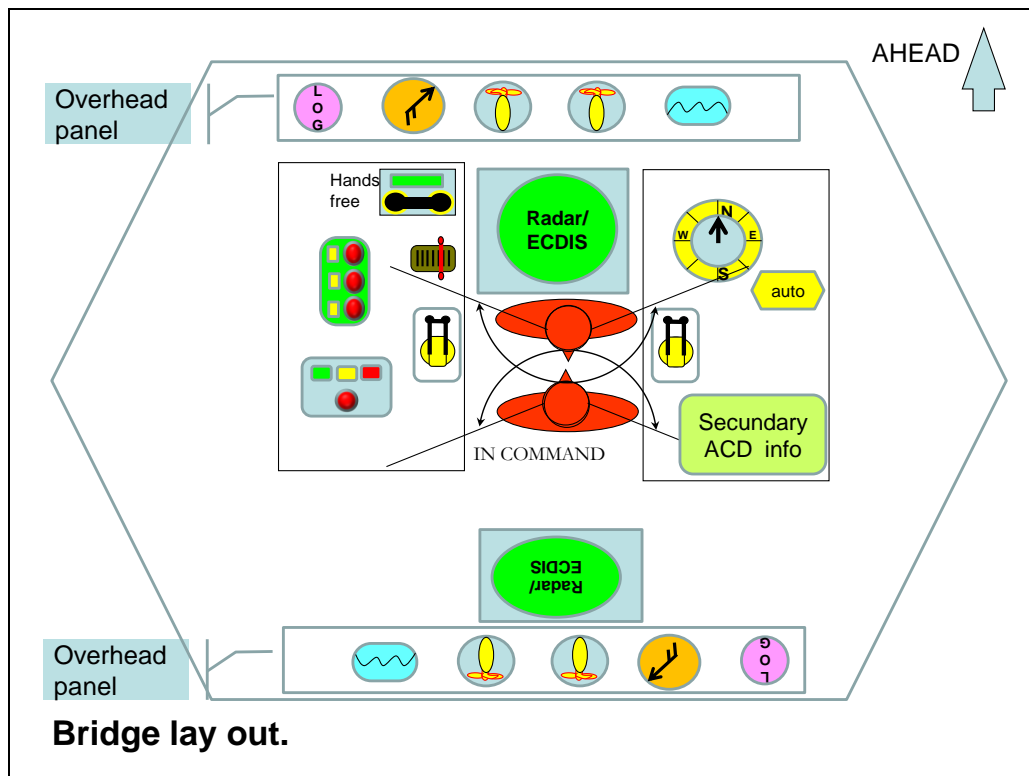 AHEAD
Overhead
panel
L
O
G
Hands
free
Radar/
ECDIS
N
W
E
S
auto
Secundary
ACD info
IN COMMAND
Radar/
ECDIS
Overhead
panel
L
O
G
Bridge lay out.